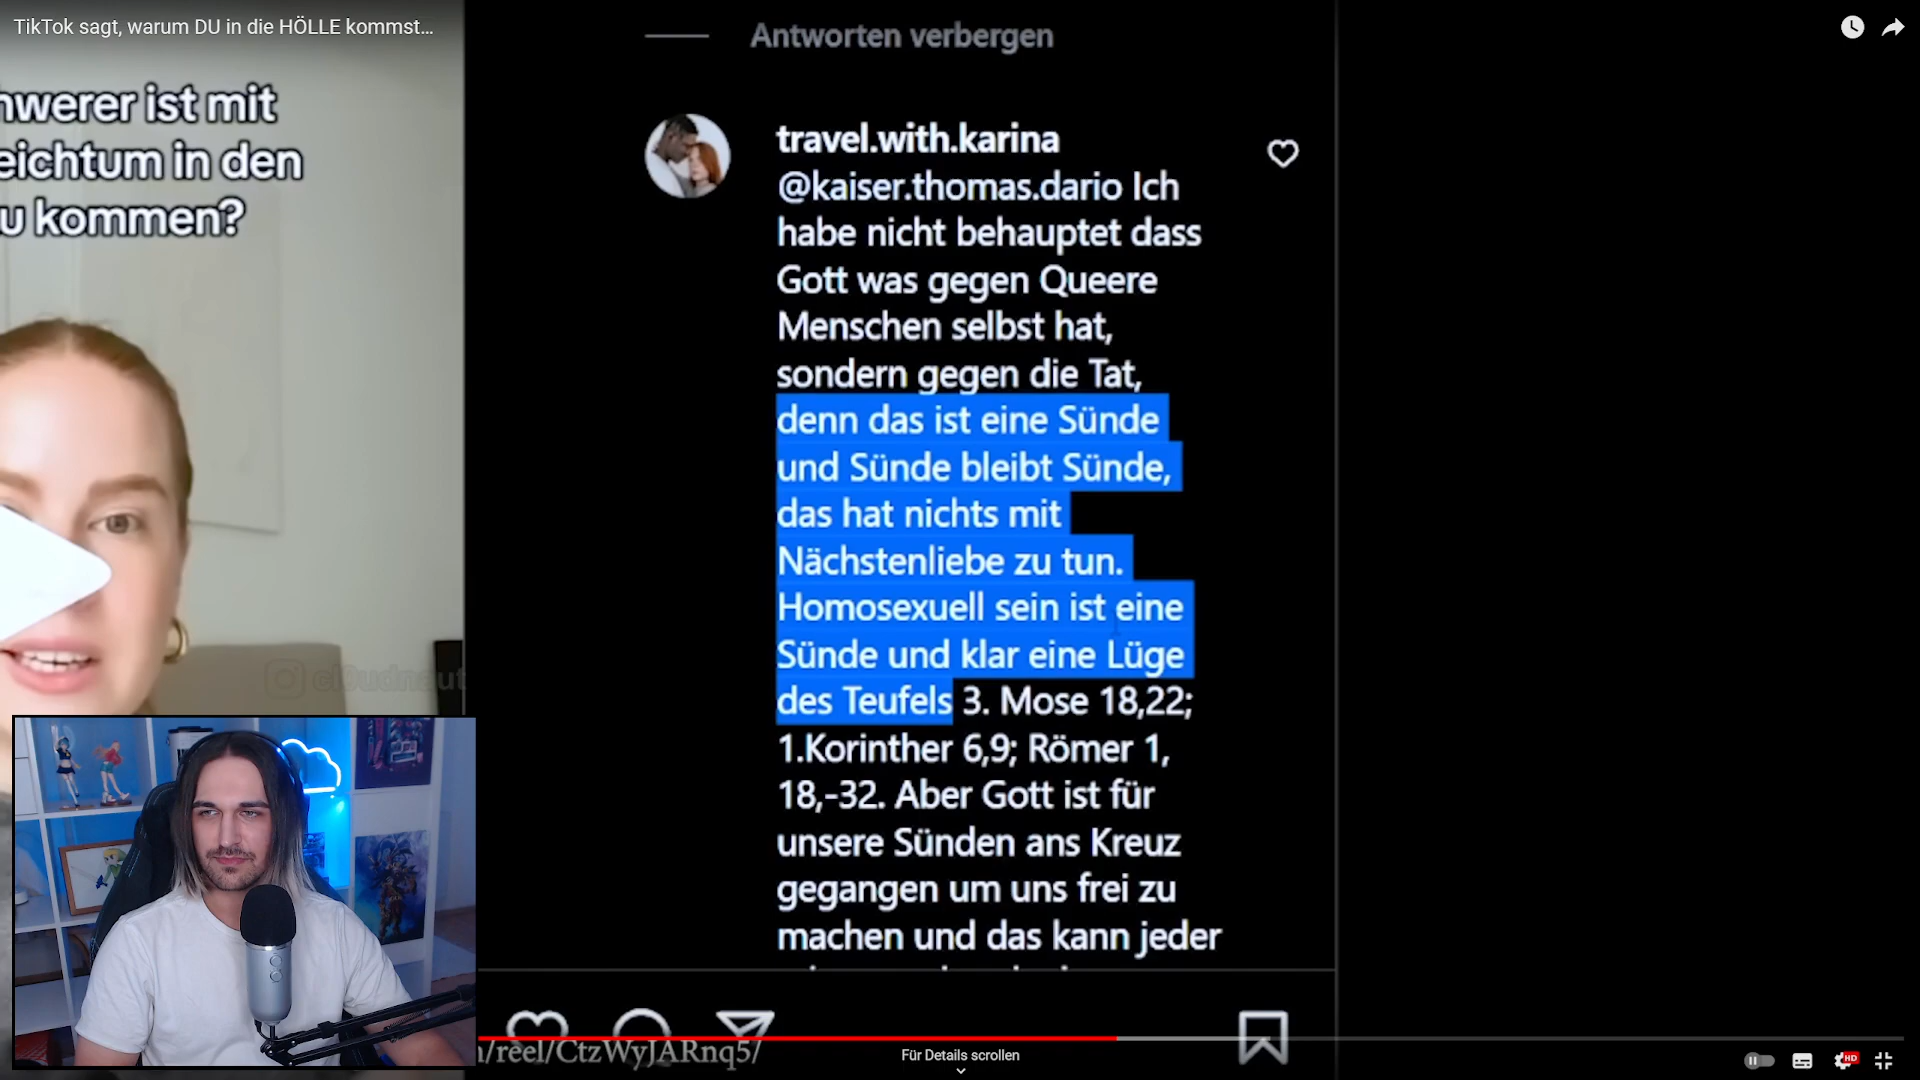 TikTok sagt, warum DU in die HÖLLE kommst...
hwerer ist mit
eichtum in den
u kommen?
cl0udnaut
Antworten verbergen
travel.with.karina
@kaiser.thomas.dario Ich
habe nicht behauptet dass
Gott was gegen Queere
Menschen selbst hat,
sondern gegen die Tat,
denn das ist eine Sünde
und Sünde bleibt Sünde,
das hat nichts mit
Nächstenliebe zu tun.
Homosexuell sein ist eine
Sünde und klar eine Lüge
des Teufels 3. Mose 18,22;
1.Korinther 6,9; Römer 1,
18,-32. Aber Gott ist für
unsere Sünden ans Kreuz
gegangen um uns frei zu
machen und das kann jeder
/reel/CtzWyJARnq5/
Für Details scrollen
HD